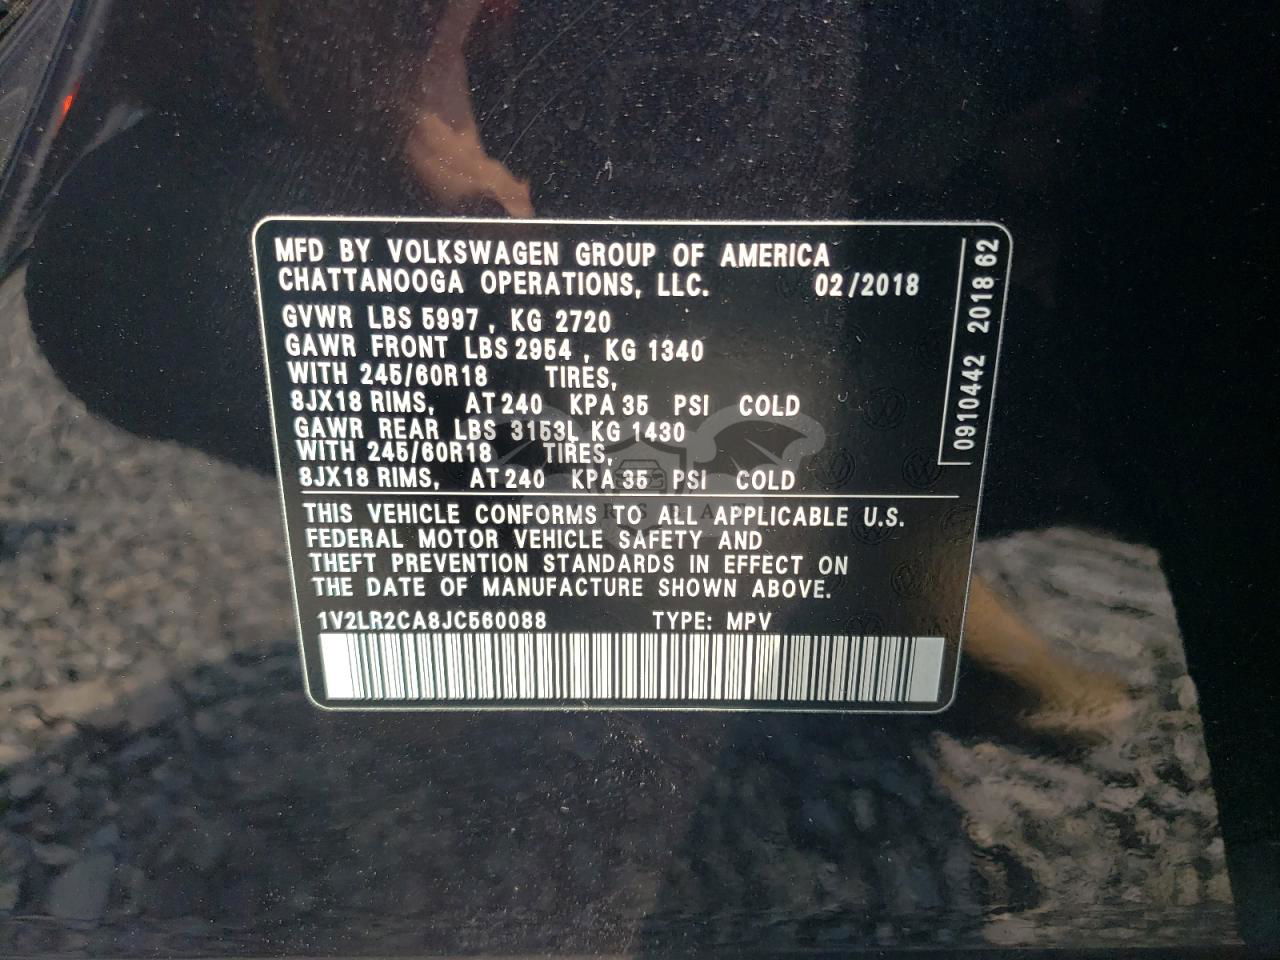 MFD BY VOLKSWAGEN GROUP OF AMERICA
CHATTANOOGA OPERATIONS, LLC. 02/2018
GVWR LBS 5997 , KG 2720
GAWR FRONT LBS 2954 , KG 1340
WITH 245/60R18 TIRES,
8JX18 RIMS, AT 240 KPA 35 PSI COLD
GAWR REAR LBS 3153L KG 1430
WITH 245/60R18 TIRES,
8JX18 RIMS, AT 240 KPA 35 PSI COLD
THIS VEHICLE CONFORMS TO ALL APPLICABLE U.S.
FEDERAL MOTOR VEHICLE SAFETY AND
THEFT PREVENTION STANDARDS IN EFFECT ON
THE DATE OF MANUFACTURE SHOWN ABOVE.
1V2LR2CA8JC560088 TYPE: MPV
0910442 2018 62